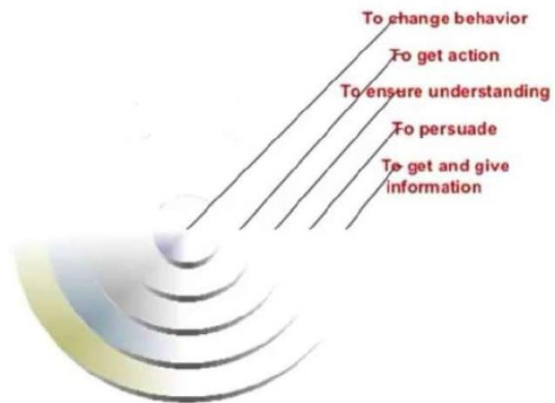 To change behavior
To get action
To ensure understanding
To persuade
To get and give
information